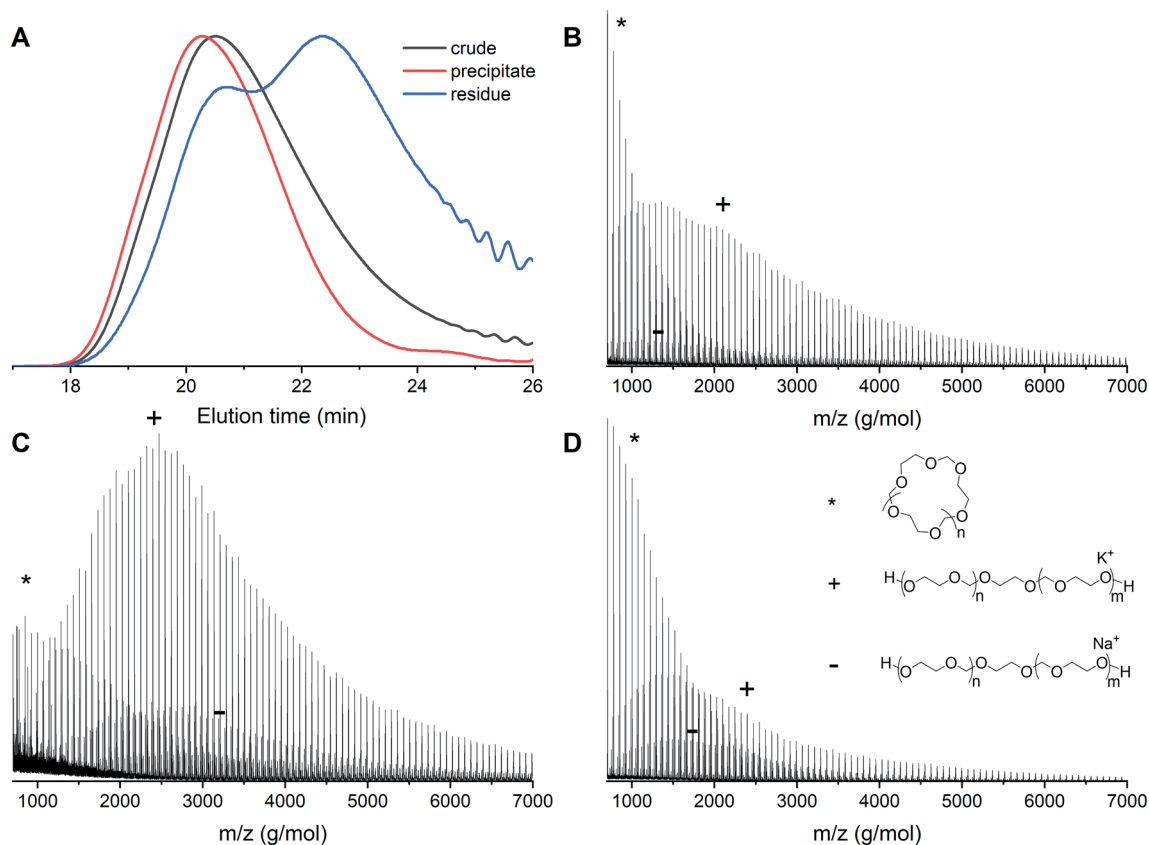 A
crude
precipitate
residue
18 20 22 24 26
Elution time (min)
B
*
+
-
1000 2000 3000 4000 5000 6000 7000
m/z (g/mol)
C
+
*
-
1000 2000 3000 4000 5000 6000 7000
m/z (g/mol)
D
*
+
-
1000 2000 3000 4000 5000 6000 7000
m/z (g/mol)
*
O O O O O O n
+
H O O n O O O O m H K+
-
H O O n O O O O m H Na+